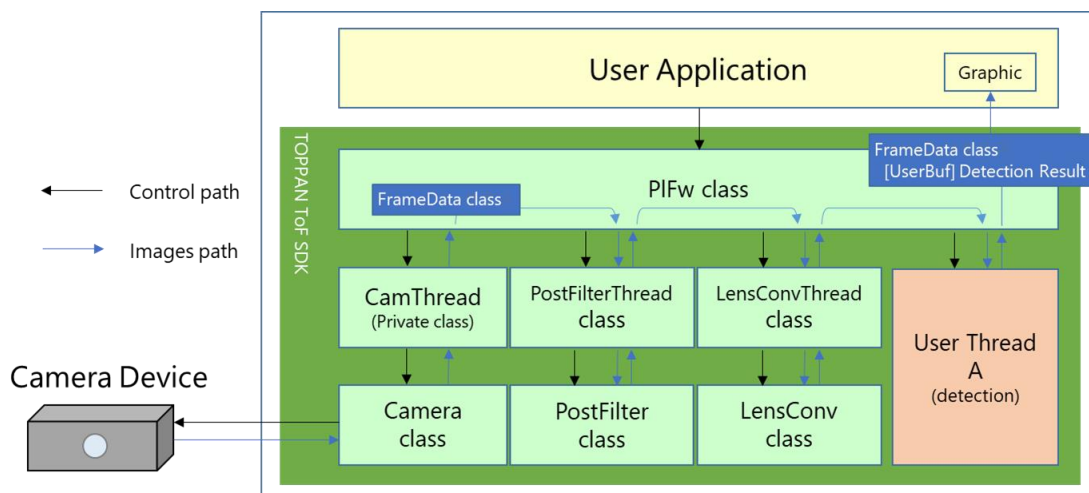 User Application
Graphic
TOPPAN ToF SDK
FrameData class
[UserBuf] Detection Result
PlFw class
FrameData class
Control path
Images path
CamThread
(Private class)
PostFilterThread
class
LensConvThread
class
User Thread
A
(detection)
Camera Device
Camera
class
PostFilter
class
LensConv
class